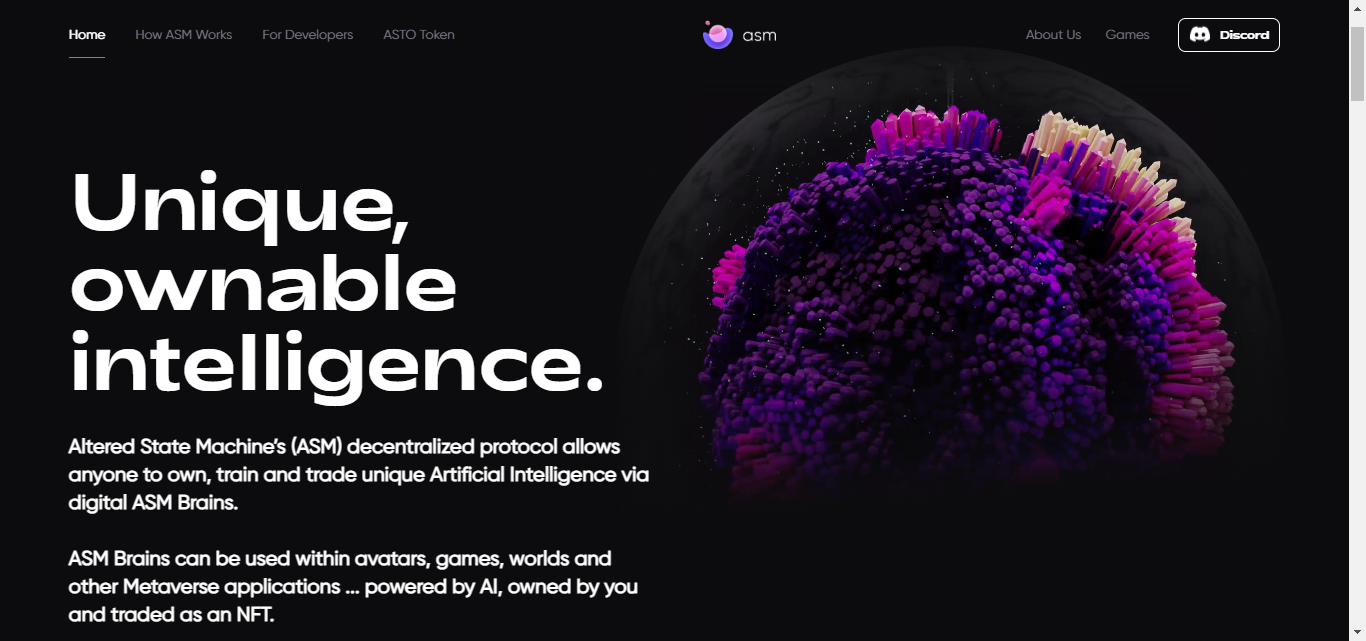 Home How ASM Works For Developers ASTO Token asm About Us Games Discord
Unique,
ownable
intelligence.
Altered State Machine’s (ASM) decentralized protocol allows
anyone to own, train and trade unique Artificial Intelligence via
digital ASM Brains.
ASM Brains can be used within avatars, games, worlds and
other Metaverse applications ... powered by AI, owned by you
and traded as an NFT.